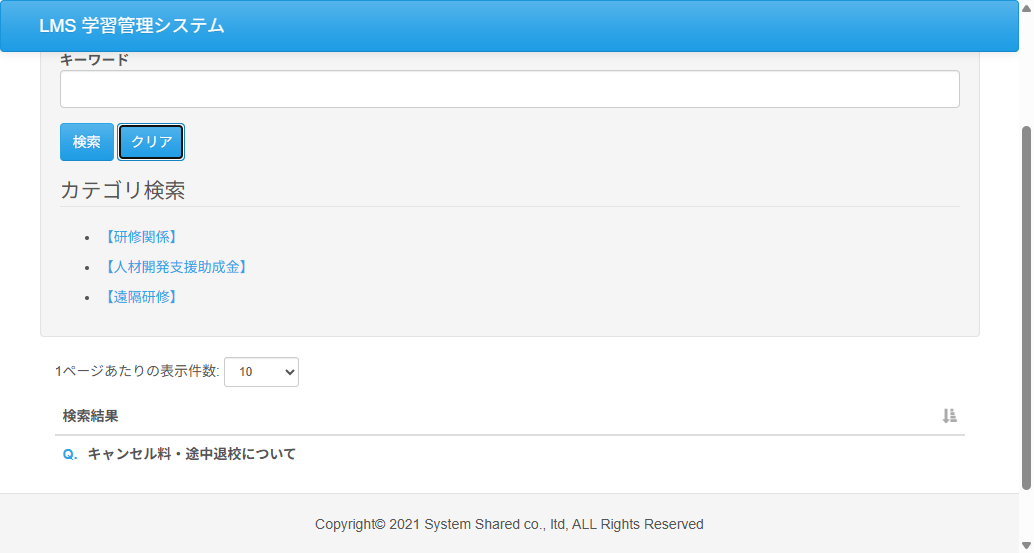 LMS 学習管理システム
キーワード
検索 クリア
カテゴリ検索
【研修関係】
【人材開発支援助成金】
【遠隔研修】
1ページあたりの表示件数: 10
検索結果
Q. キャンセル料・途中退校について
Copyright© 2021 System Shared co., ltd, ALL Rights Reserved